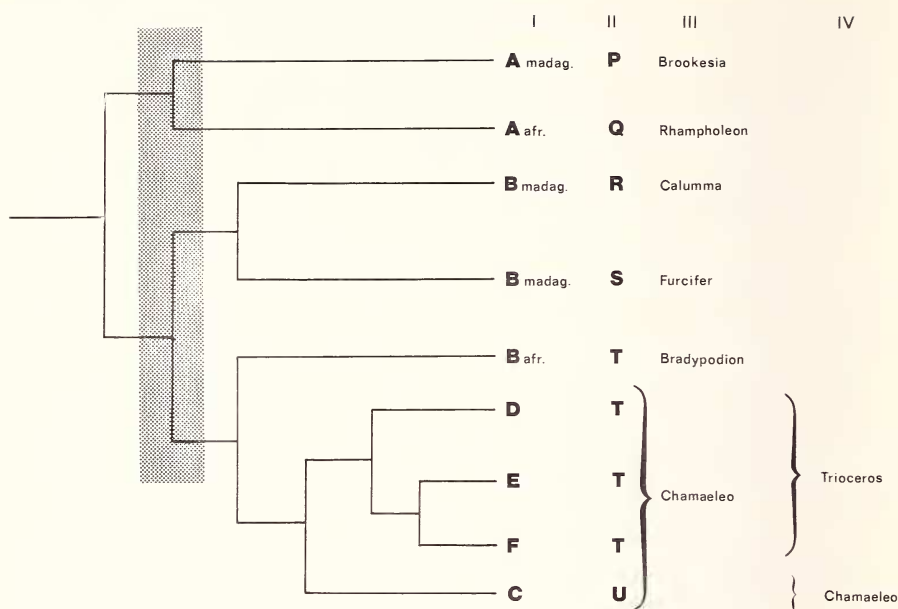 I II III IV
A madag. P Brookesia
A afr. Q Rhampholeon
B madag. R Calumma
B madag. S Furcifer
B afr. T Bradypodion
D T
E T
F T
C U
Chamaeleo
Trioceros
Chamaeleo